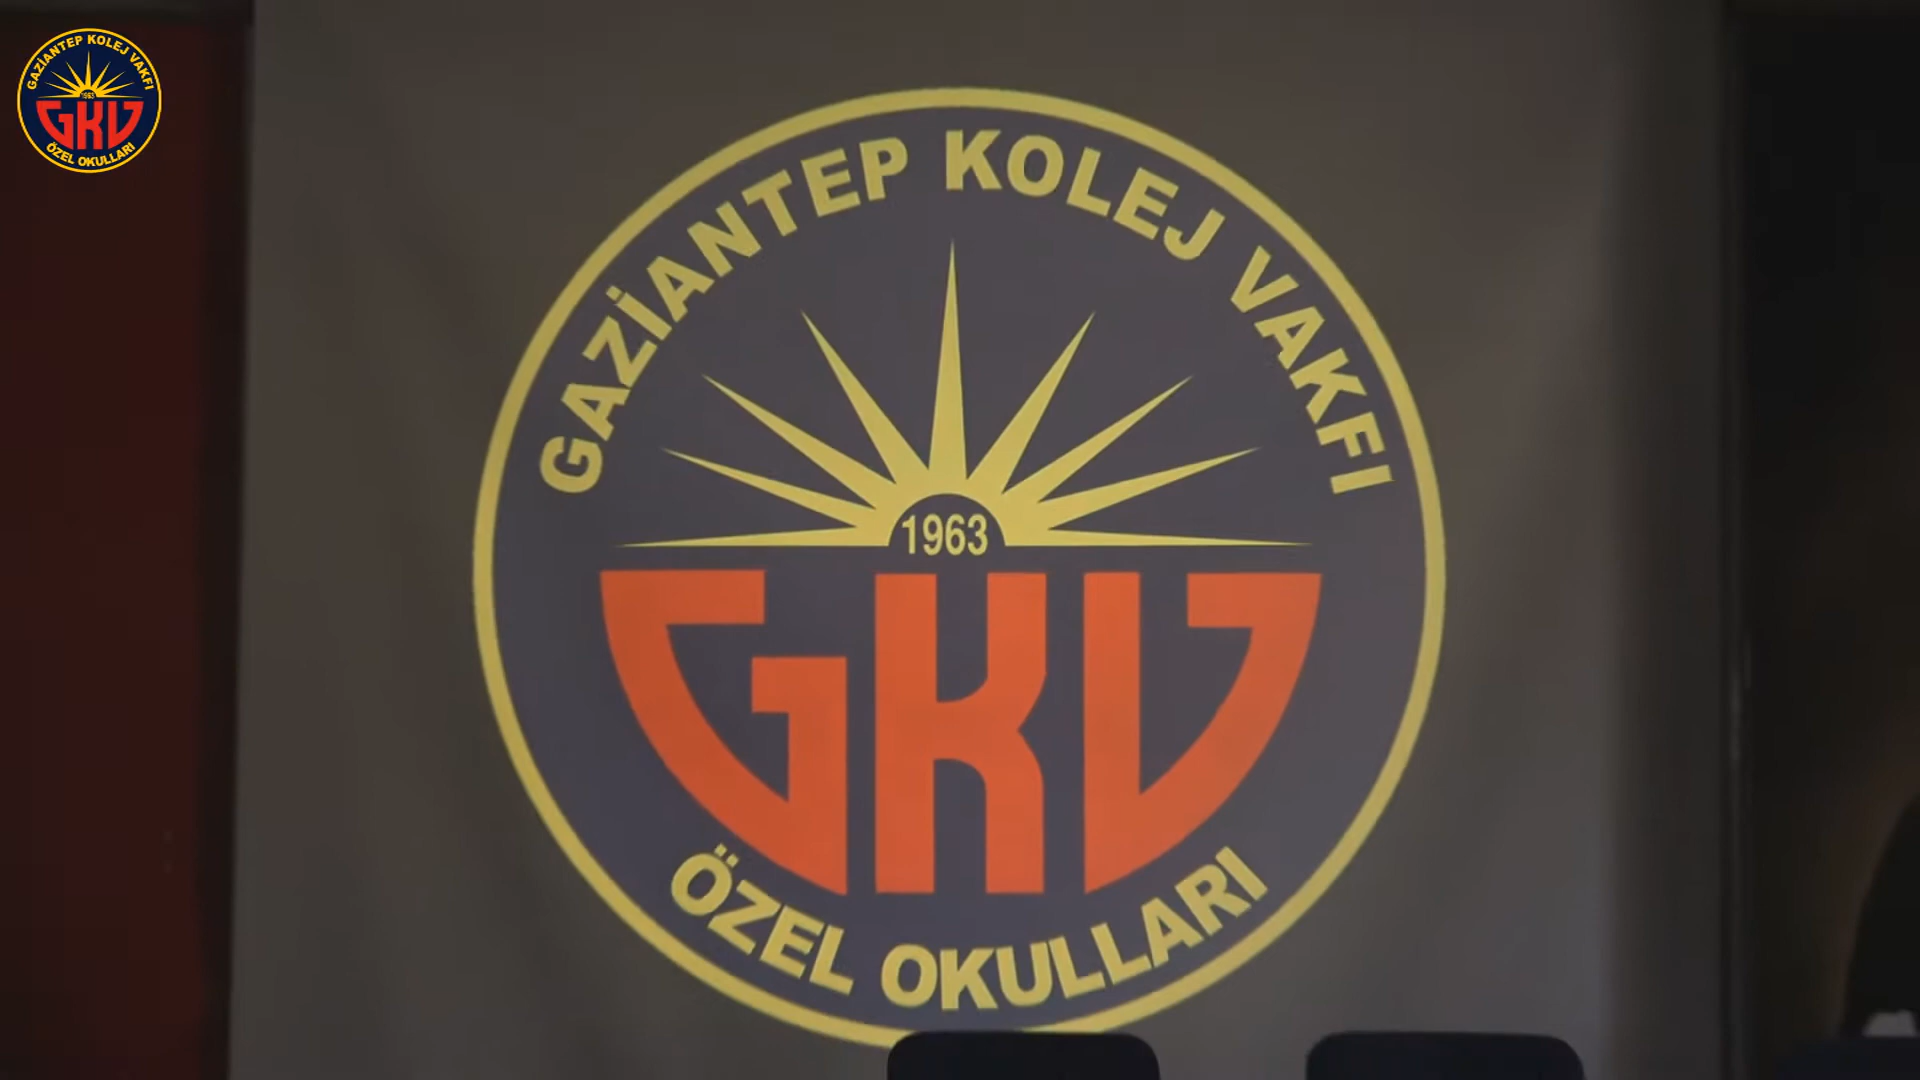 GAZİANTEP KOLEJ VAKFI
1963
GKV
ÖZEL OKULLARI
GAZİANTEP KOLEJ VAKFI
1963
GKV
ÖZEL OKULLARI